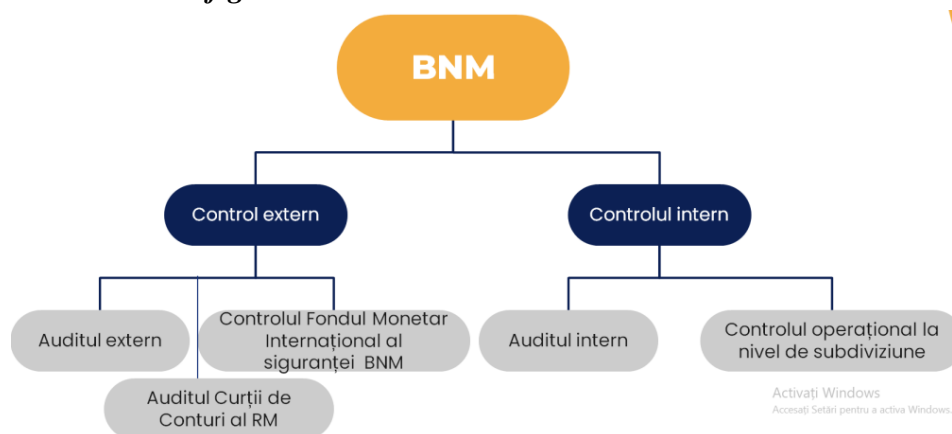 BNM
Control extern
Controlul intern
Auditul extern
Controlul Fondul Monetar
Internațional al
siguranței BNM
Auditul intern
Controlul operațional la
nivel de subdiviziune
Auditul Curții de
Conturi al RM
Activați Windows
Accesați Setări pentru a activa Windows.